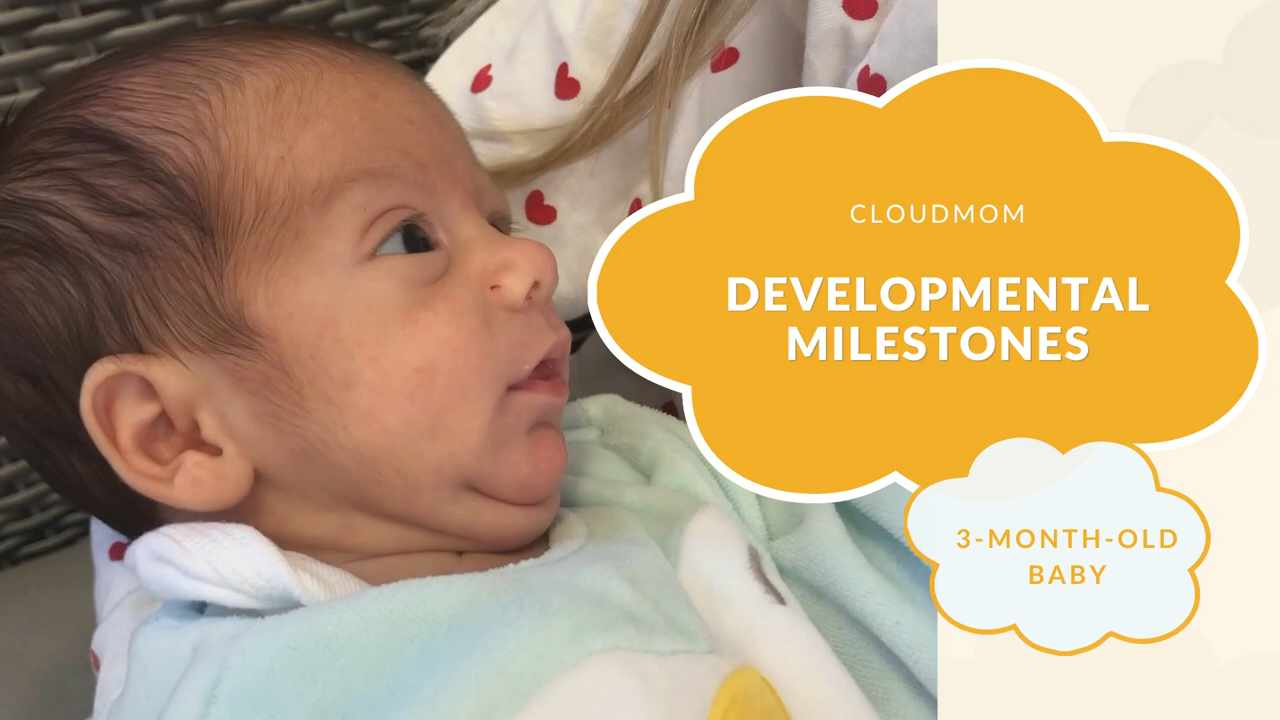 CLOUDMOM
DEVELOPMENTAL
MILESTONES
3-MONTH-OLD
BABY